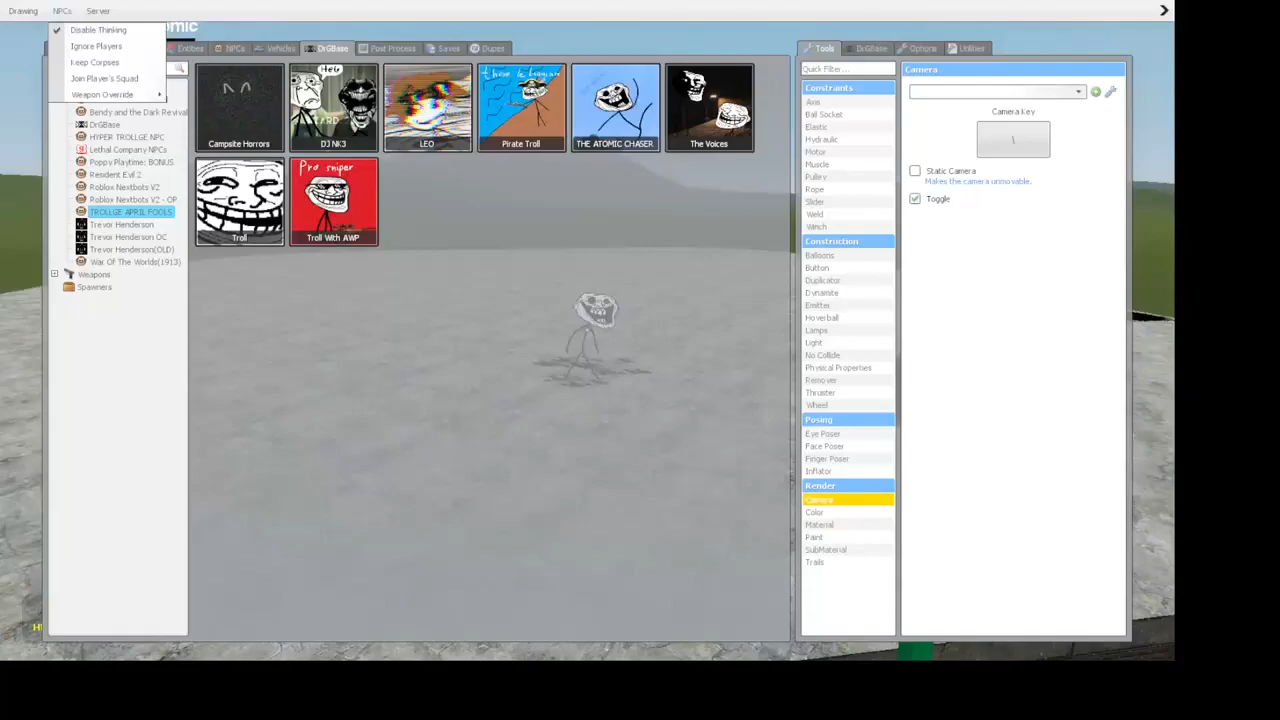 Drawing NPCs Server
omic
Disable Thinking
Ignore Players
Keep Corpses
Join Player's Squad
Weapon Override
Entities NPCs Vehicles DrGBase Post Process Saves Dupes
Bendy and the Dark Revival
DrGBase
HYPER TROLLGE NPC
Lethal Company NPCs
Poppy Playtime: BONUS
Resident Evil 2
Roblox Nextbots V2
Roblox Nextbots V2 - OP
TROLLGE APRIL FOOLS
Trevor Henderson
Trevor Henderson OC
Trevor Henderson(OLD)
War Of The Worlds(1913)
Weapons
Spawners
Campsite Horrors
Help
DJ NK3
LEO
Pirate Troll
THE ATOMIC CHASER
The Voices
Troll
Pro sniper
Troll With AWP
Tools DrGBase Options Utilities
Quick Filter...
Constraints
Axis
Ball Socket
Elastic
Hydraulic
Motor
Muscle
Pulley
Rope
Slider
Weld
Winch
Construction
Balloons
Button
Duplicator
Dynamite
Emitter
Hoverball
Lamps
Light
No Collide
Physical Properties
Remover
Thruster
Wheel
Posing
Eye Poser
Face Poser
Finger Poser
Inflator
Render
Camera
Color
Material
Paint
SubMaterial
Trails
Camera
Camera Key
\
Static Camera
Makes the camera unmovable.
Toggle